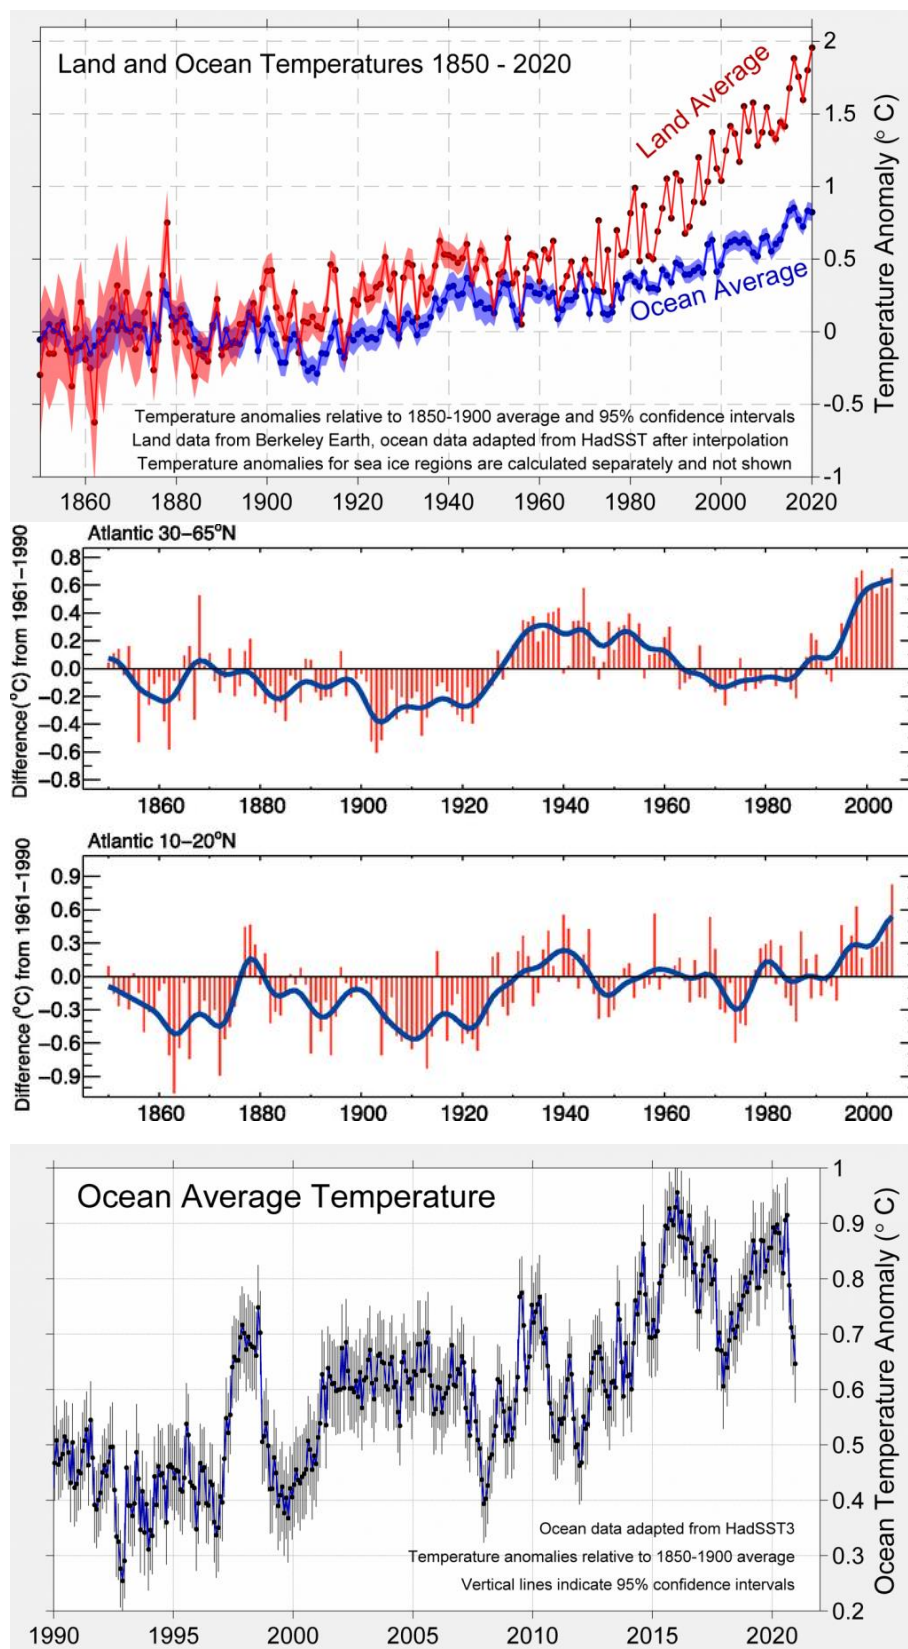 Land and Ocean Temperatures 1850 - 2020
Land Average
Ocean Average
Temperature anomalies relative to 1850-1900 average and 95% confidence intervals
Land data from Berkeley Earth, ocean data adapted from HadSST after interpolation
Temperature anomalies for sea ice regions are calculated separately and not shown
2
1.5
1
0.5
0
-0.5
-1
Temperature Anomaly (° C)
1860 1880 1900 1920 1940 1960 1980 2000 2020
Atlantic 30–65°N
Difference(°C) from 1961–1990
0.8
0.6
0.4
0.2
0.0
–0.2
–0.4
–0.6
–0.8
1860 1880 1900 1920 1940 1960 1980 2000
Atlantic 10–20°N
Difference (°C) from 1961–1990
0.9
0.6
0.3
0.0
–0.3
–0.6
–0.9
1860 1880 1900 1920 1940 1960 1980 2000
Ocean Average Temperature
Ocean data adapted from HadSST3
Temperature anomalies relative to 1850-1900 average
Vertical lines indicate 95% confidence intervals
1
0.9
0.8
0.7
0.6
0.5
0.4
0.3
0.2
Ocean Temperature Anomaly (° C)
1990 1995 2000 2005 2010 2015 2020